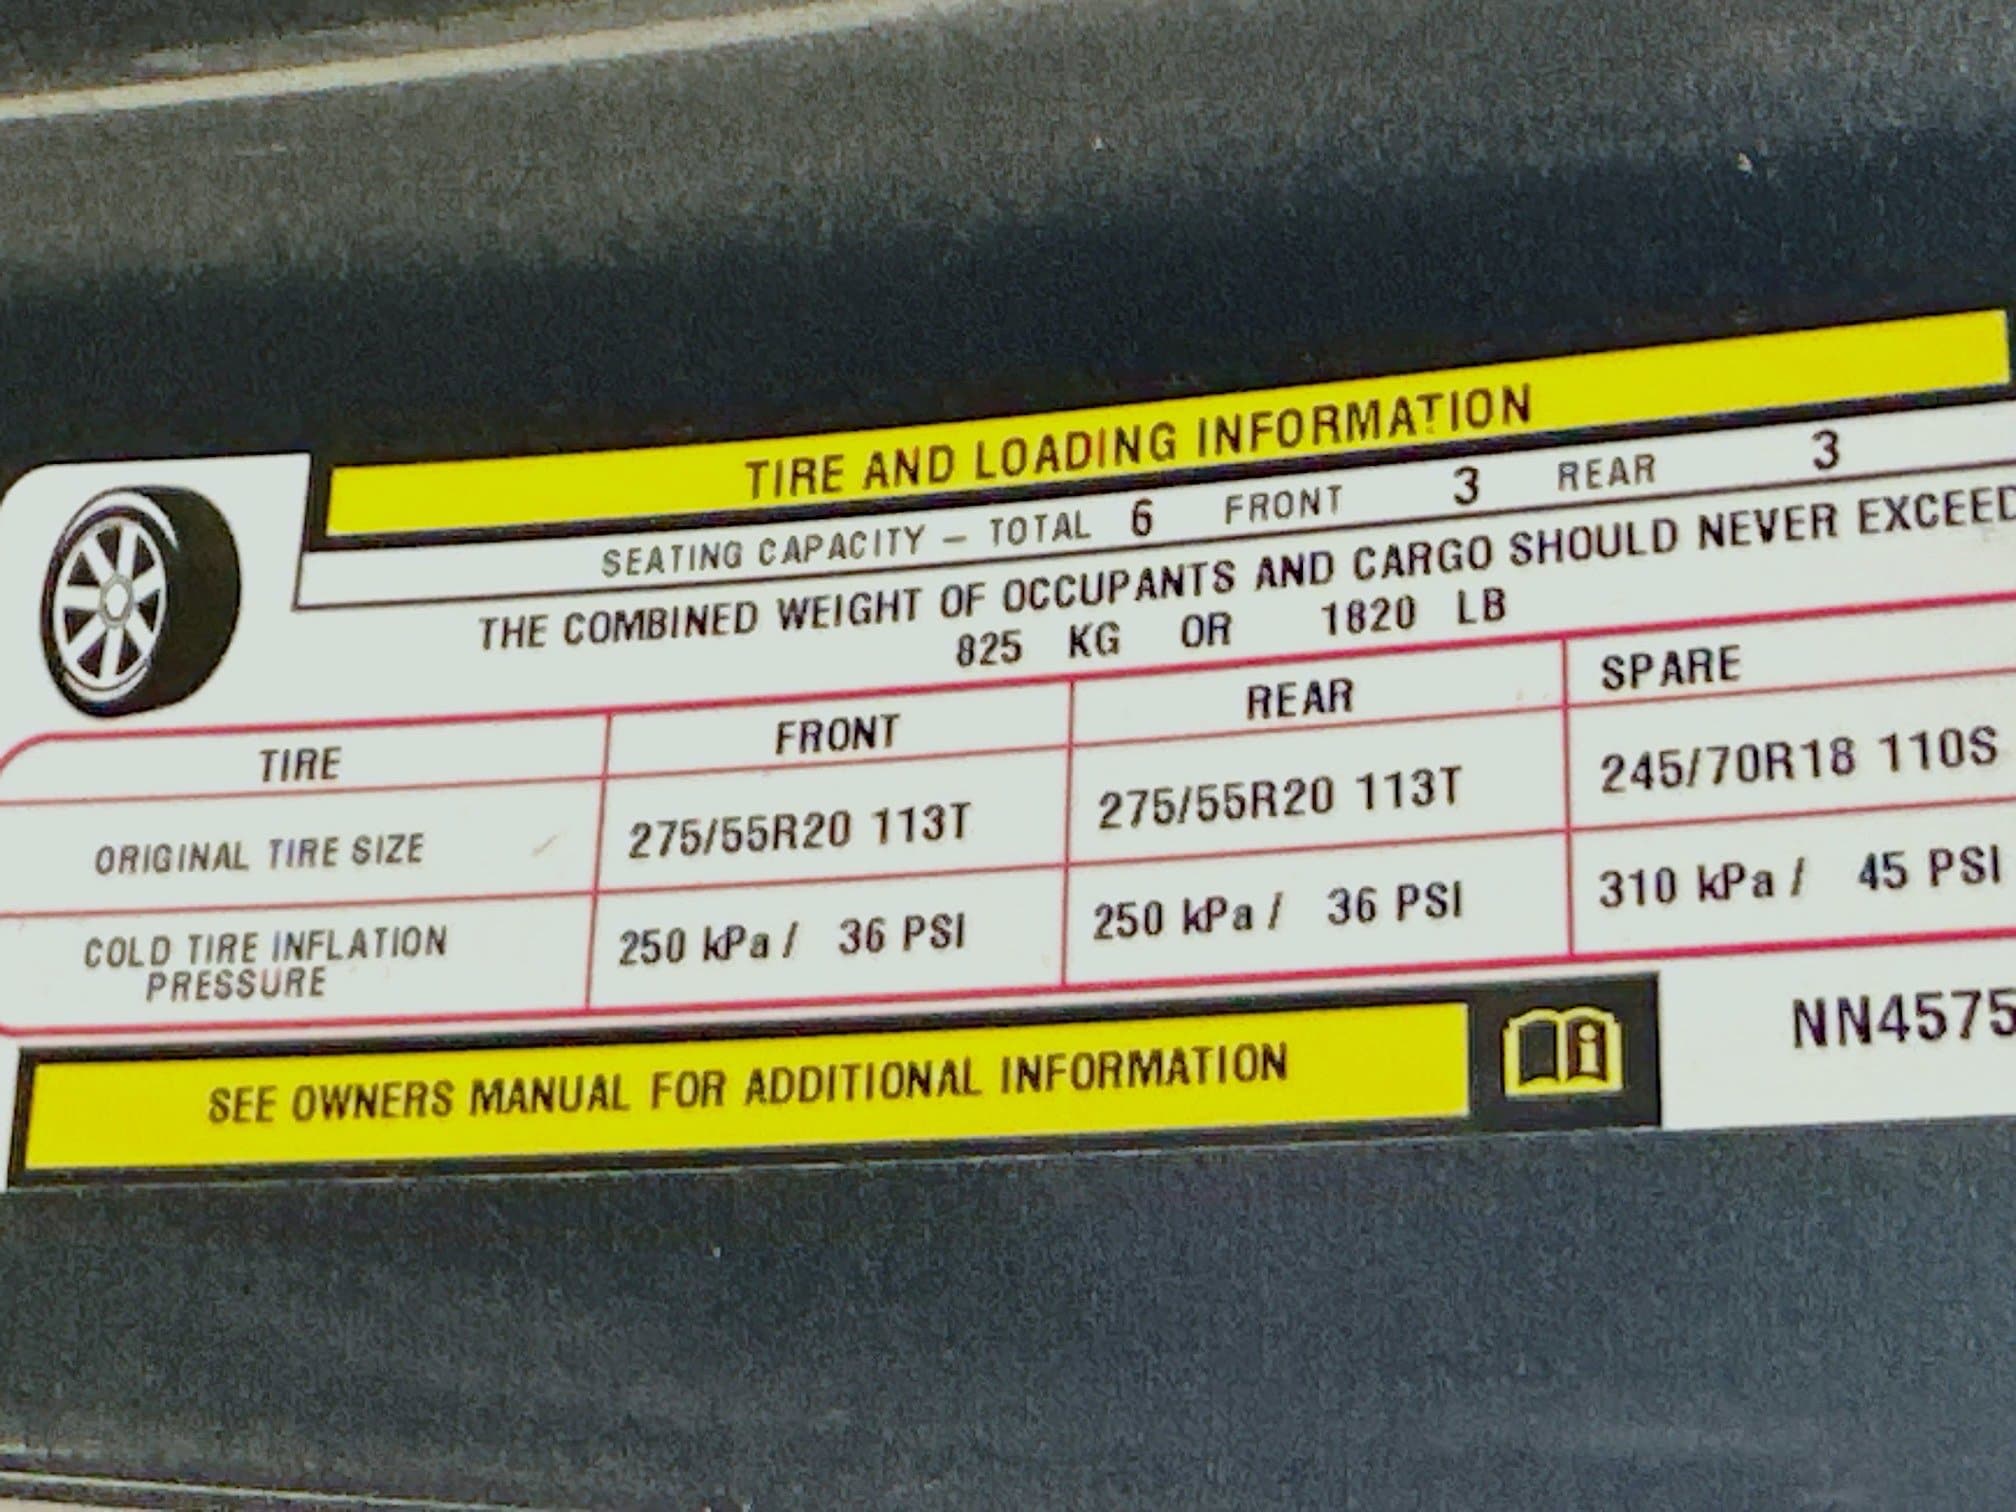 TIRE AND LOADING INFORMATION
SEATING CAPACITY – TOTAL 6 FRONT 3 REAR 3
THE COMBINED WEIGHT OF OCCUPANTS AND CARGO SHOULD NEVER EXCEED
825 KG OR 1820 LB
TIRE FRONT REAR SPARE
ORIGINAL TIRE SIZE 275/55R20 113T 275/55R20 113T 245/70R18 110S
COLD TIRE INFLATION PRESSURE 250 kPa / 36 PSI 250 kPa / 36 PSI 310 kPa / 45 PSI
SEE OWNERS MANUAL FOR ADDITIONAL INFORMATION
NN4575